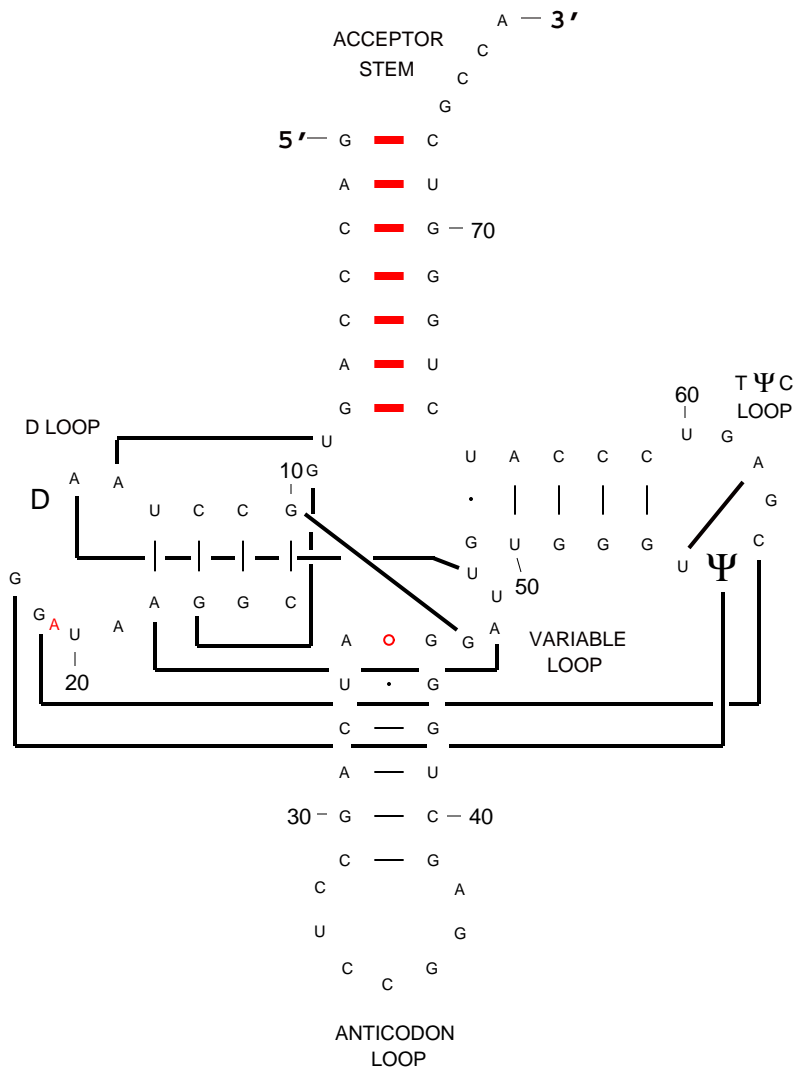 A — 3′
ACCEPTOR
STEM
C
C
G
5′ — G C
A U
C G — 70
C G
C G
A U
G C
60
T Ψ C
LOOP
D LOOP
U
U A C C C
U G
A
10 G
A A
D
U C C G
G
G U G G G
U Ψ C
G
U
50
U
G A U A A G G C
A G G A
VARIABLE
LOOP
20
U G
C G
A U
30 — G C — 40
C G
C A
U G
C G
C
ANTICODON
LOOP